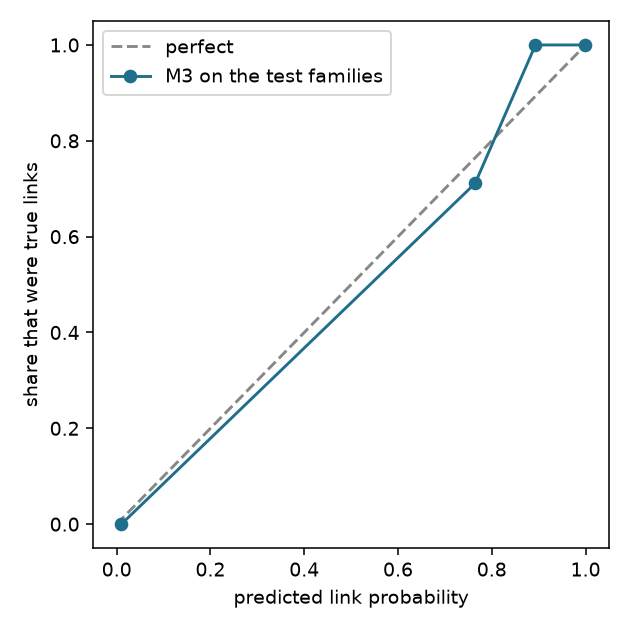 perfect
M3 on the test families
share that were true links
1.0
0.8
0.6
0.4
0.2
0.0
0.0 0.2 0.4 0.6 0.8 1.0
predicted link probability